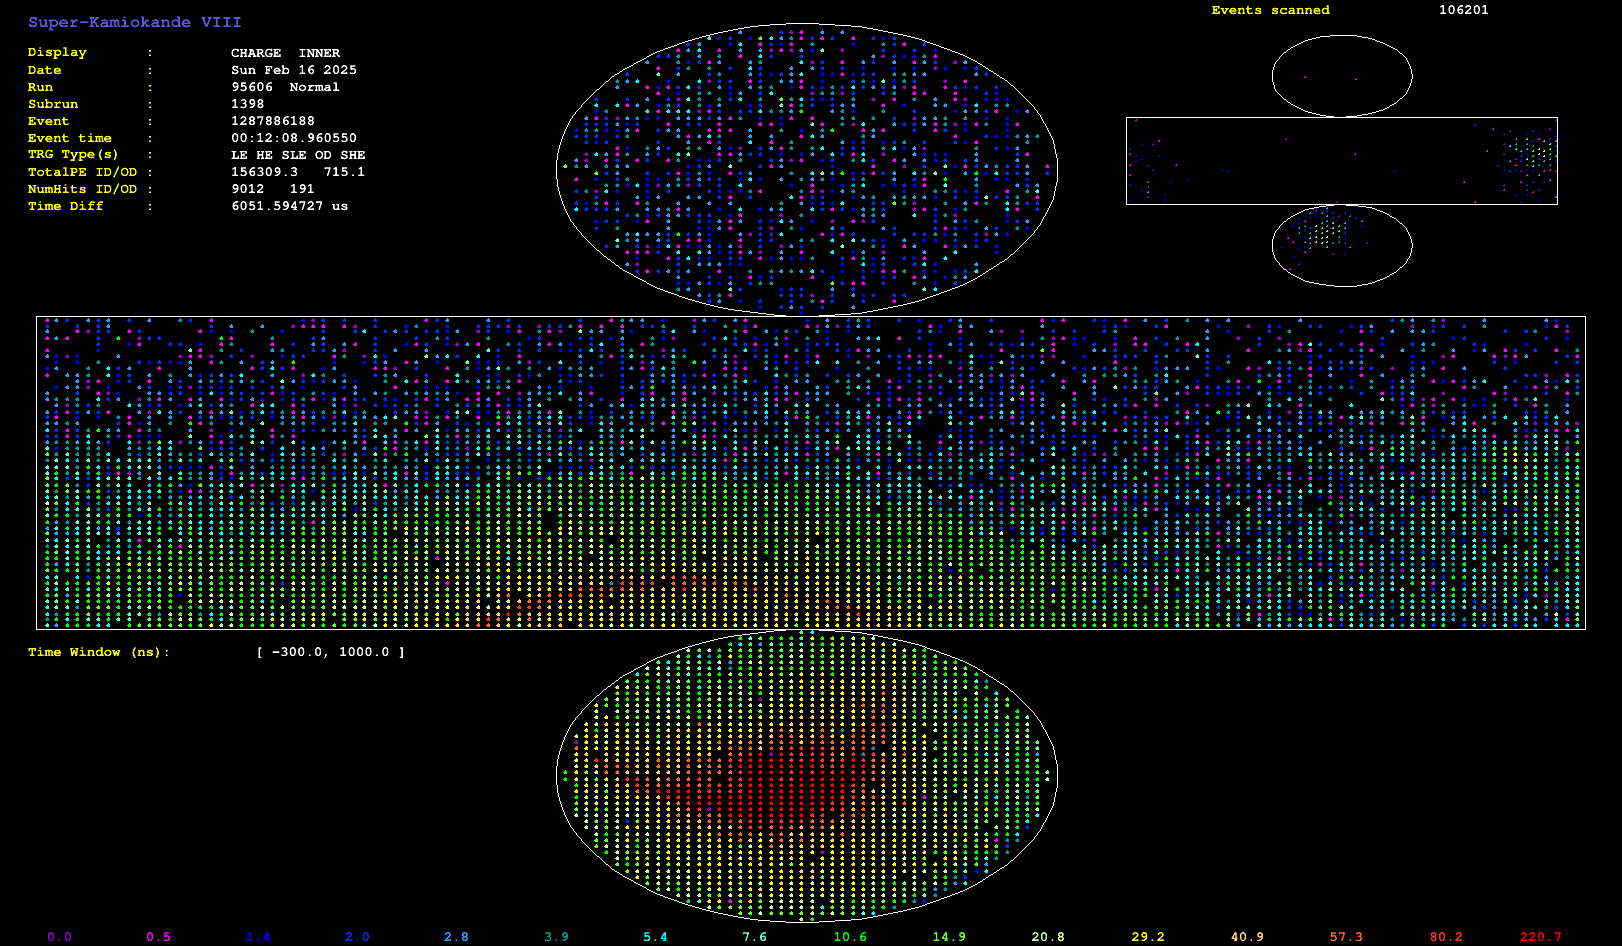 Super-Kamiokande VIII
Events scanned 106201
Display : CHARGE INNER
Date : Sun Feb 16 2025
Run : 95606 Normal
Subrun : 1398
Event : 1287886188
Event time : 00:12:08.960550
TRG Type(s) : LE HE SLE OD SHE
TotalPE ID/OD : 156309.3 715.1
NumHits ID/OD : 9012 191
Time Diff : 6051.594727 us
Time Window (ns): [ -300.0, 1000.0 ]
0.0 0.5 1.4 2.0 2.8 3.9 5.4 7.6 10.6 14.9 20.8 29.2 40.9 57.3 80.2 220.7